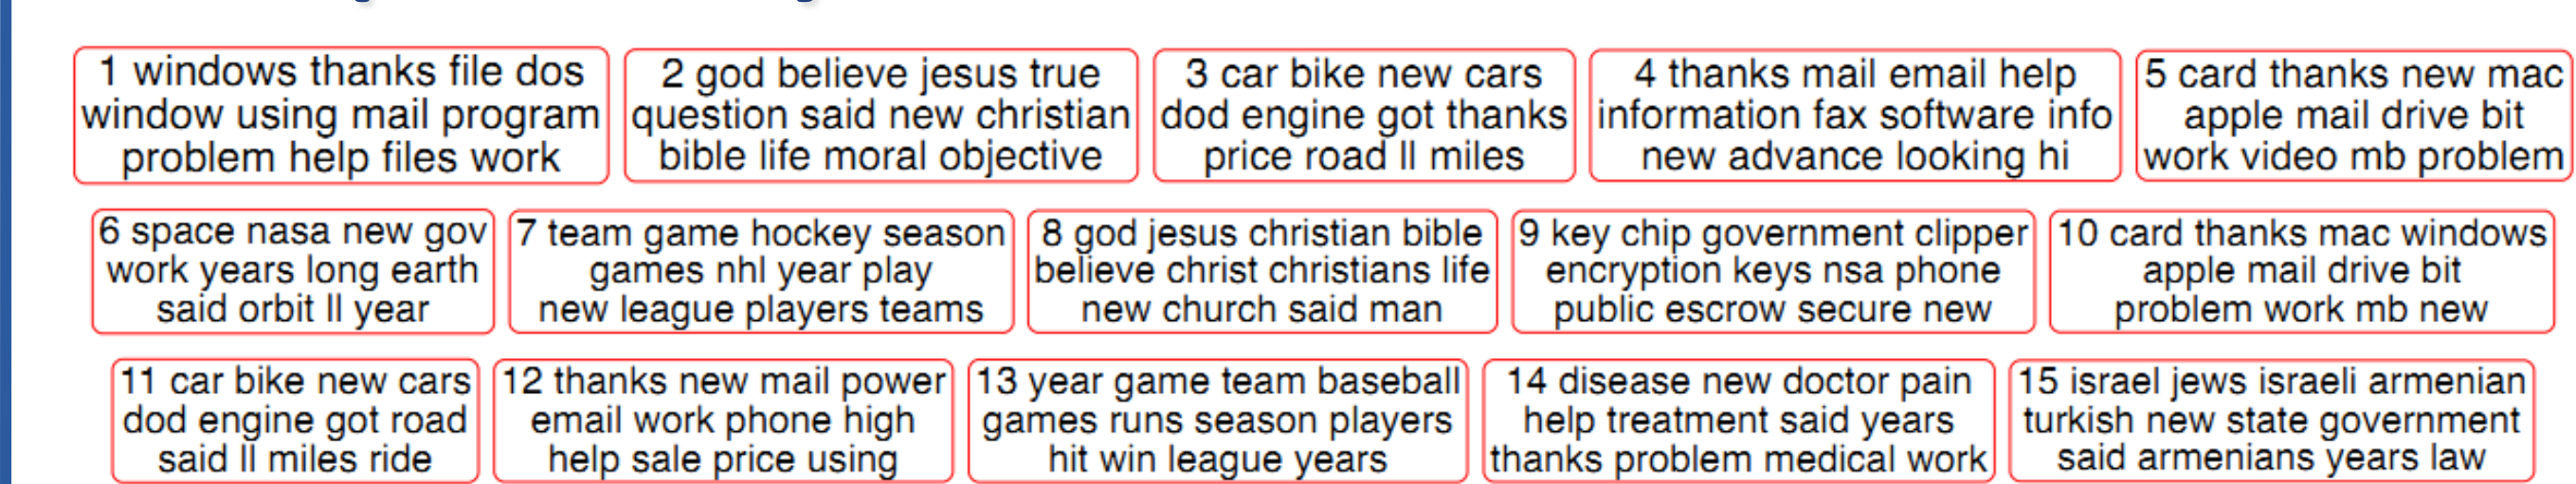 1 windows thanks file dos
window using mail program
problem help files work
2 god believe jesus true
question said new christian
bible life moral objective
3 car bike new cars
dod engine got thanks
price road ll miles
4 thanks mail email help
information fax software info
new advance looking hi
5 card thanks new mac
apple mail drive bit
work video mb problem
6 space nasa new gov
work years long earth
said orbit ll year
7 team game hockey season
games nhl year play
new league players teams
8 god jesus christian bible
believe christ christians life
new church said man
9 key chip government clipper
encryption keys nsa phone
public escrow secure new
10 card thanks mac windows
apple mail drive bit
problem work mb new
11 car bike new cars
dod engine got road
said ll miles ride
12 thanks new mail power
email work phone high
help sale price using
13 year game team baseball
games runs season players
hit win league years
14 disease new doctor pain
help treatment said years
thanks problem medical work
15 israel jews israeli armenian
turkish new state government
said armenians years law